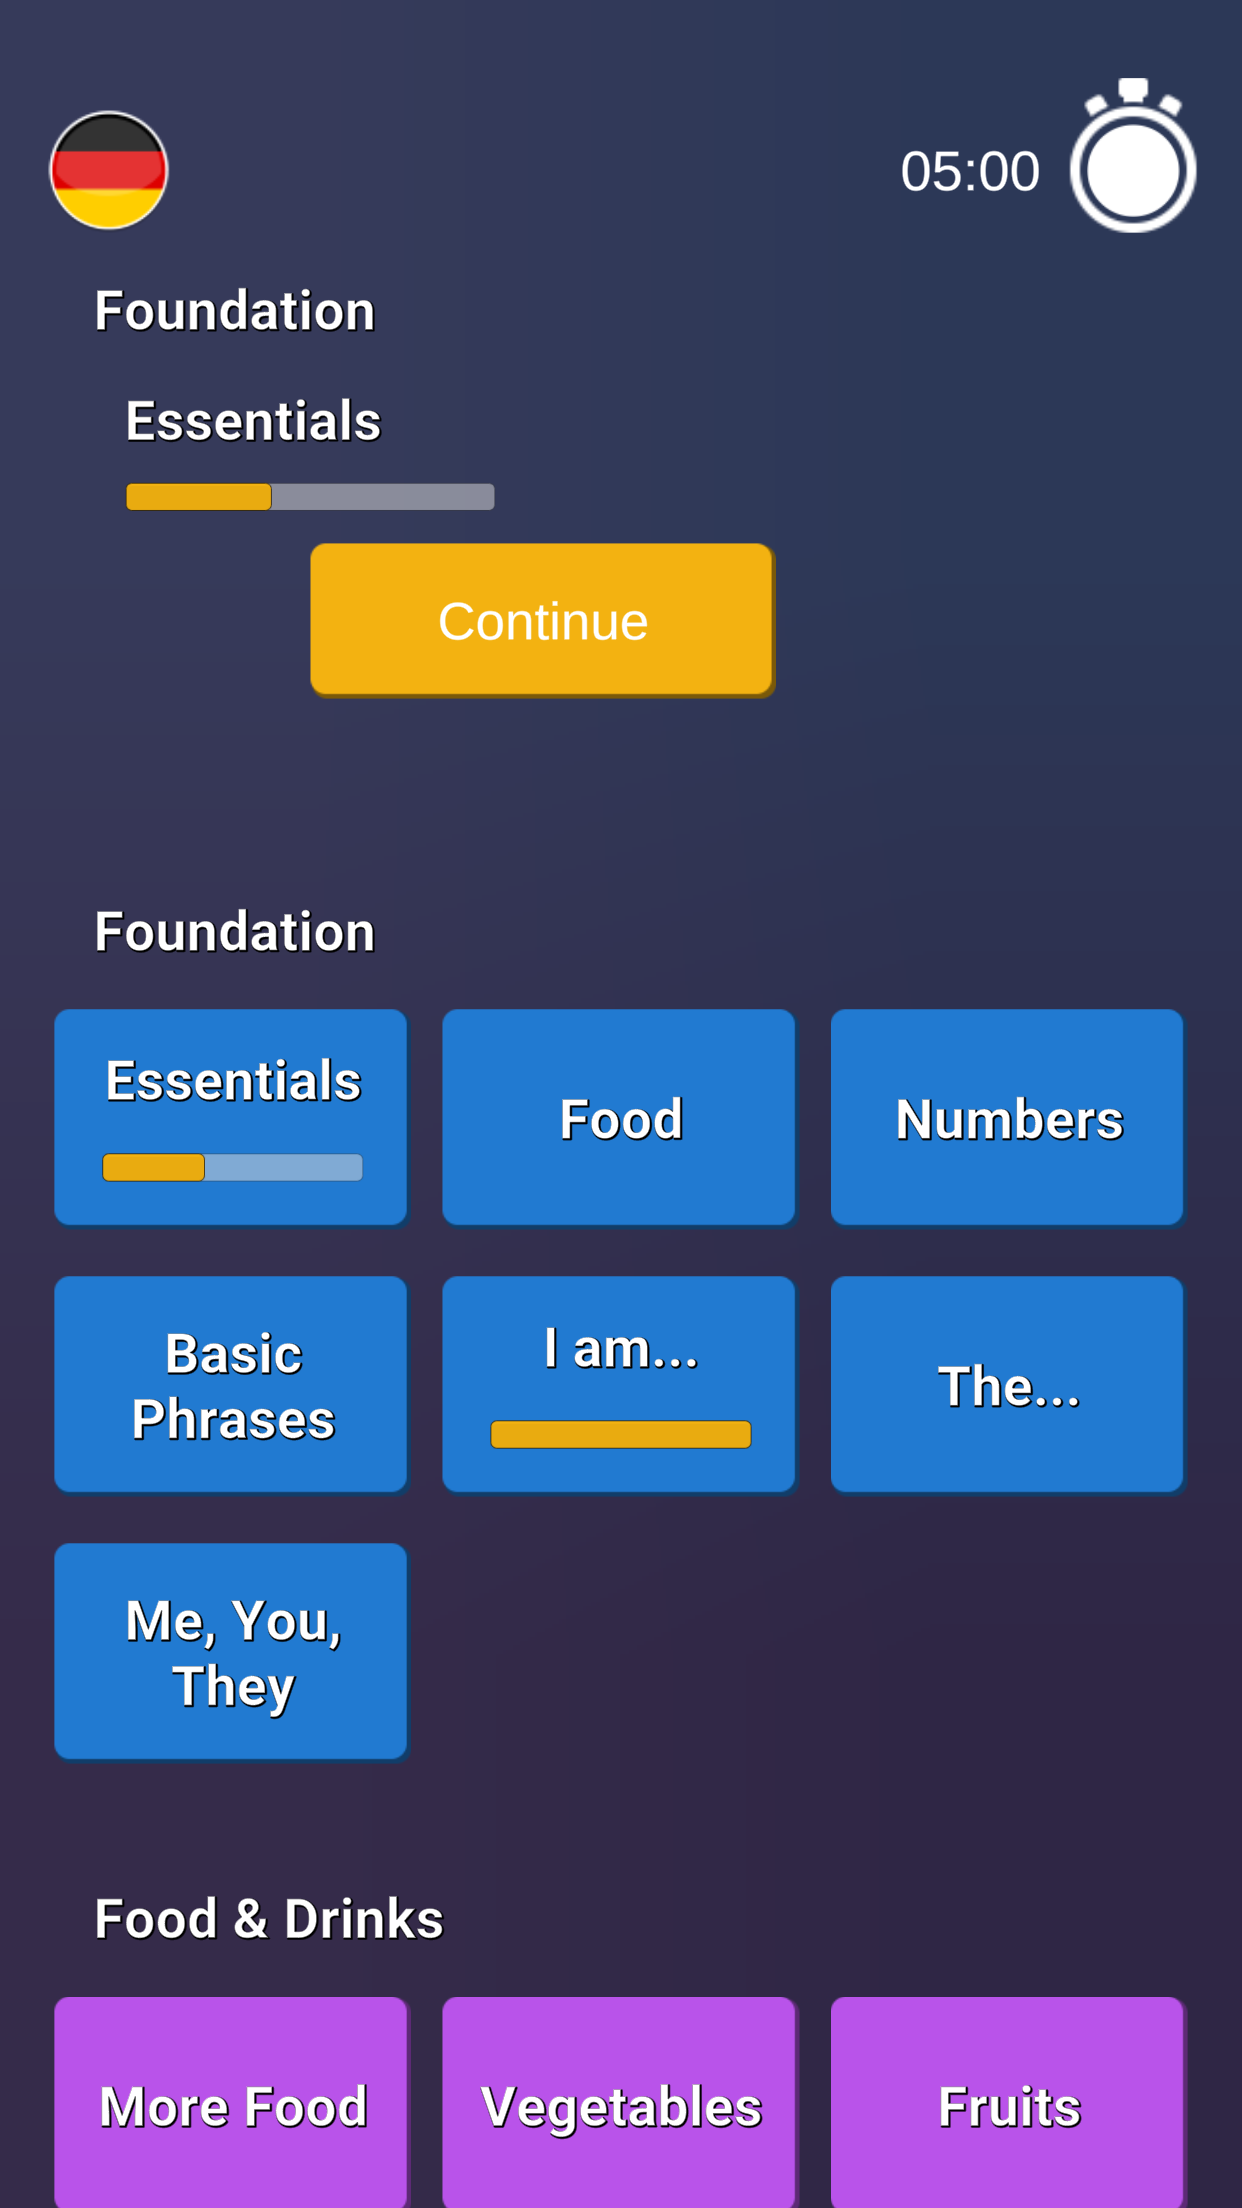 05:00
Foundation
Essentials
Continue
Foundation
Essentials
Food
Numbers
Basic
Phrases
I am...
The...
Me, You,
They
Food & Drinks
More Food
Vegetables
Fruits